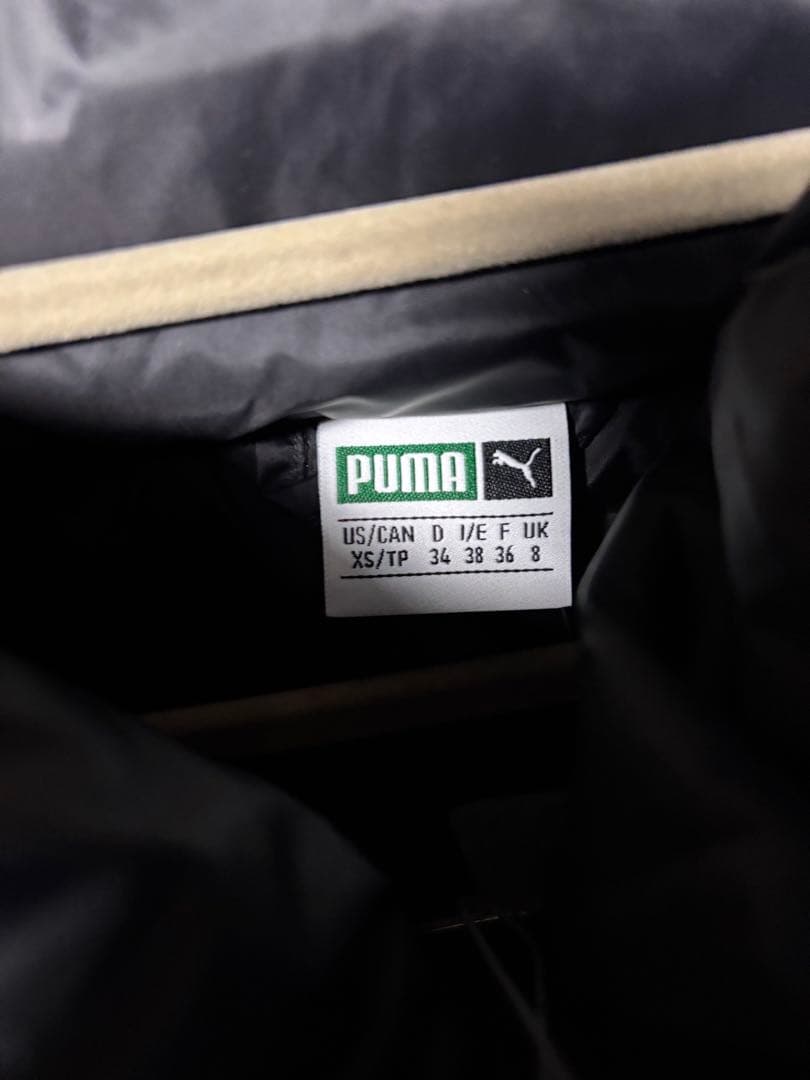 PUMA
US/CAN D I/E F UK
XS/TP 34 38 36 8